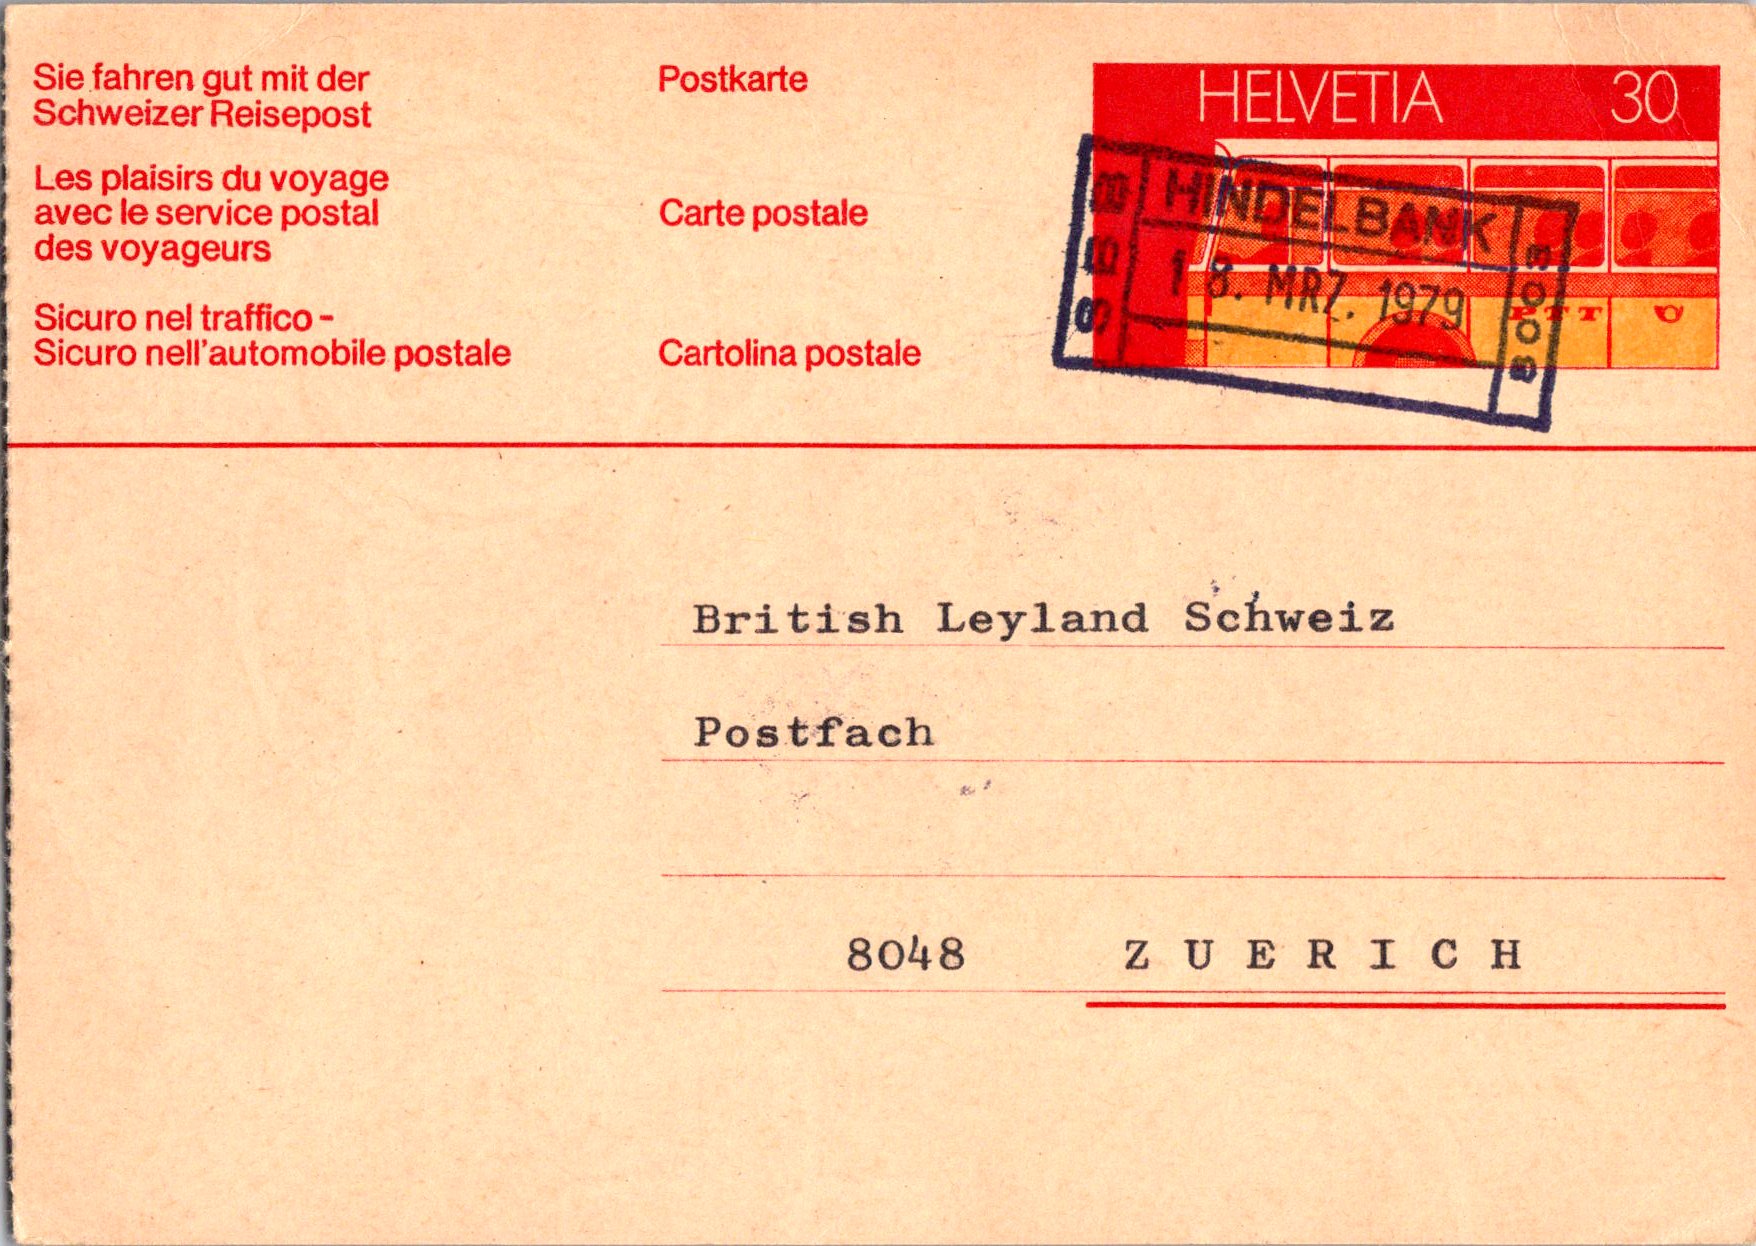 Sie fahren gut mit der
Schweizer Reisepost
Les plaisirs du voyage
avec le service postal
des voyageurs
Sicuro nel traffico –
Sicuro nell'automobile postale
Postkarte
Carte postale
Cartolina postale
HELVETIA 30
PTT
SBB
HINDELBANK
18. MRZ. 1979
8003
British Leyland Schweiz
Postfach
8048 ZUERICH